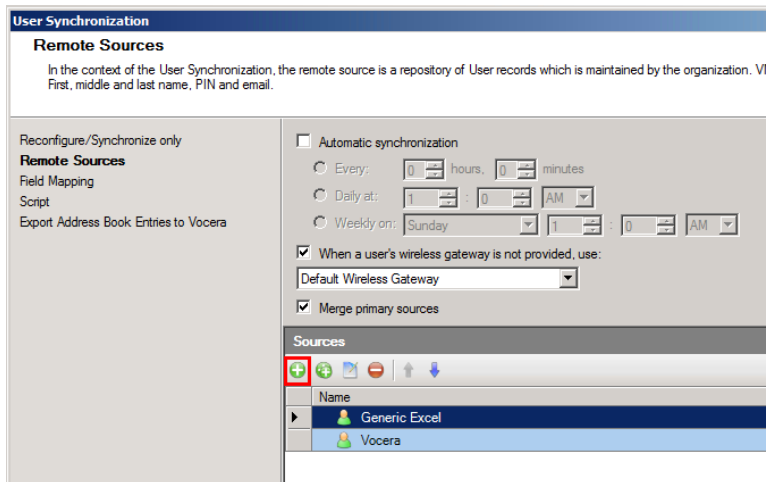 User Synchronization
Remote Sources
In the context of the User Synchronization, the remote source is a repository of User records which is maintained by the organization.
First, middle and last name, PIN and email.
Reconfigure/Synchronize only
Remote Sources
Field Mapping
Script
Export Address Book Entries to Vocera
Automatic synchronization
Every: 0 hours, 0 minutes
Daily at: 1 : 0 AM
Weekly on: Sunday 1 : 0 AM
When a user's wireless gateway is not provided, use:
Default Wireless Gateway
Merge primary sources
Sources
Name
Generic Excel
Vocera